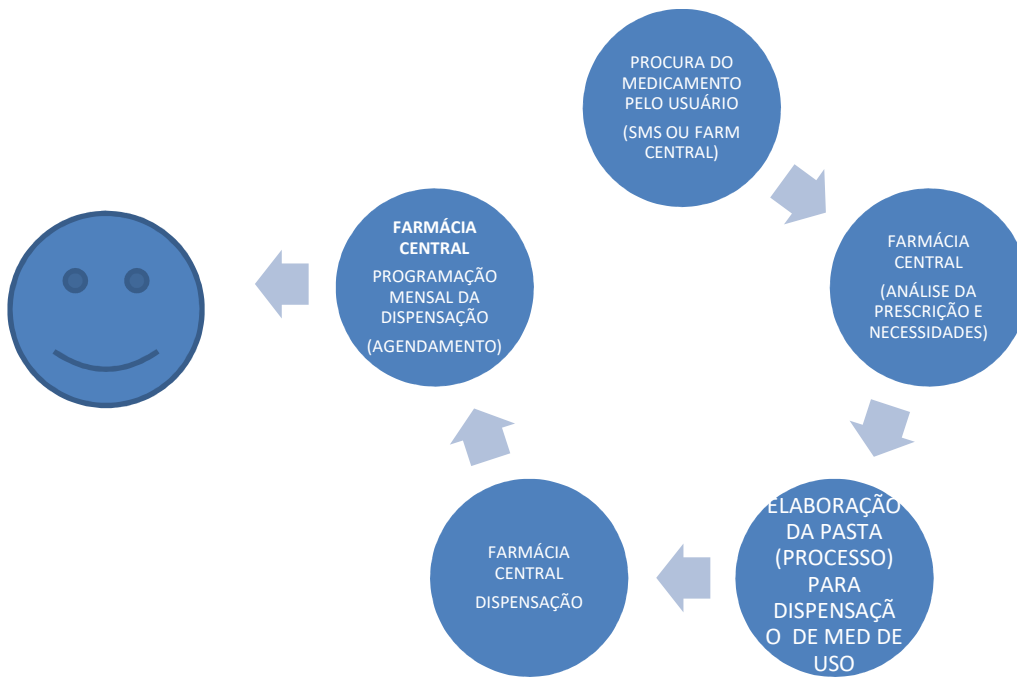 PROCURA DO
MEDICAMENTO
PELO USUÁRIO
(SMS OU FARM
CENTRAL)
FARMÁCIA
CENTRAL
(ANÁLISE DA
PRESCRIÇÃO E
NECESSIDADES)
ELABORAÇÃO
DA PASTA
(PROCESSO)
PARA
DISPENSAÇÃ
O DE MED DE
USO
FARMÁCIA
CENTRAL
DISPENSAÇÃO
FARMÁCIA
CENTRAL
PROGRAMAÇÃO
MENSAL DA
DISPENSAÇÃO
(AGENDAMENTO)